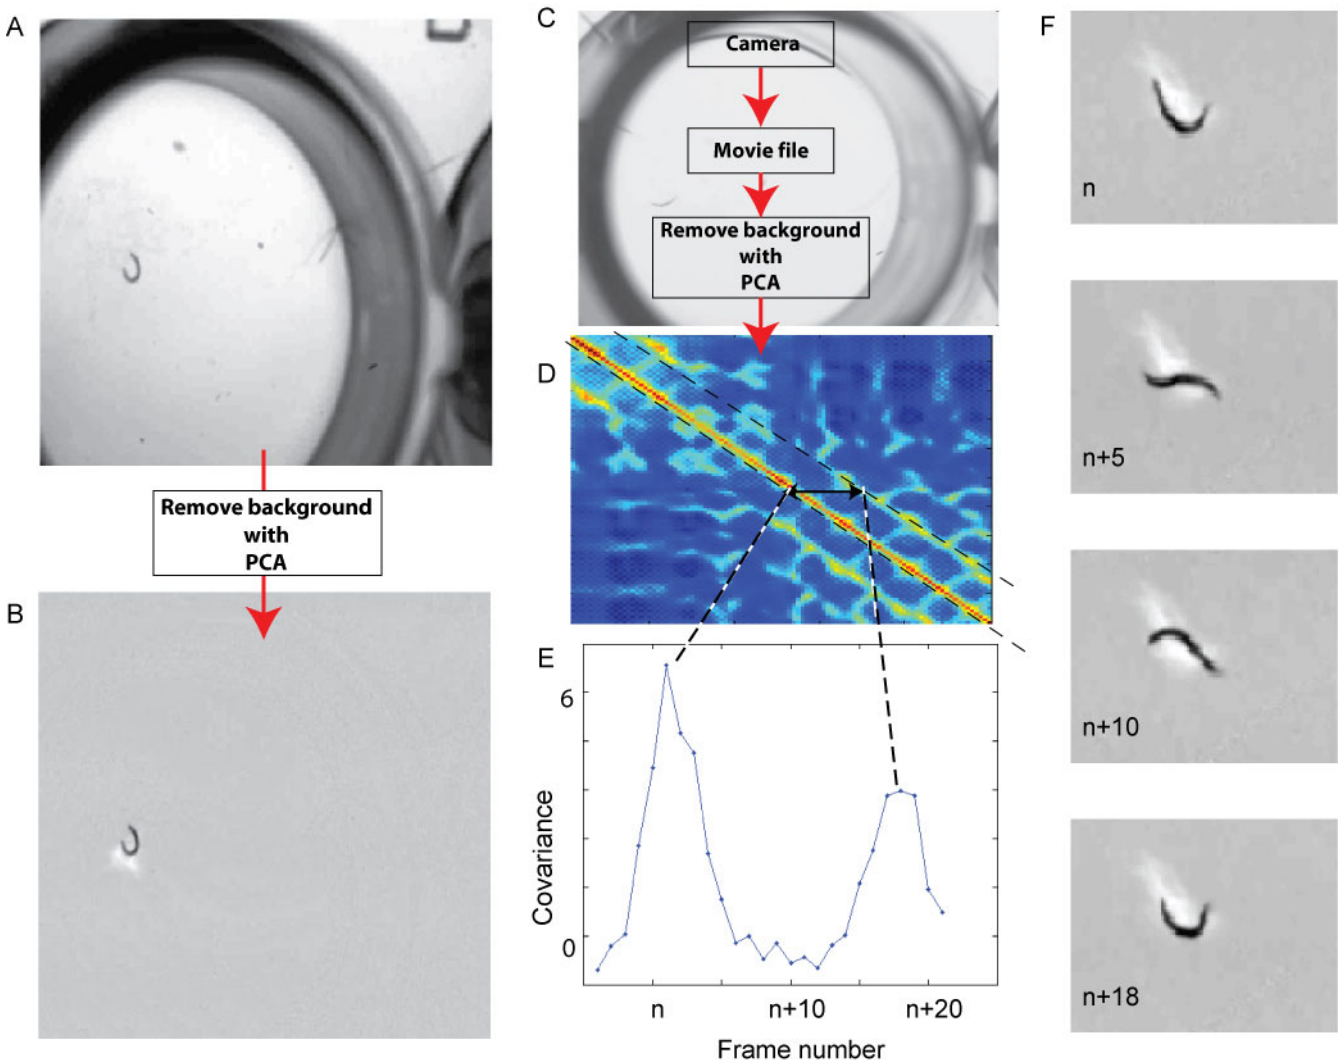 A
Remove background
with
PCA
B
C
Camera
Movie file
Remove background
with
PCA
D
E
6
0
Covariance
n
n+10
n+20
Frame number
F
n
n+5
n+10
n+18